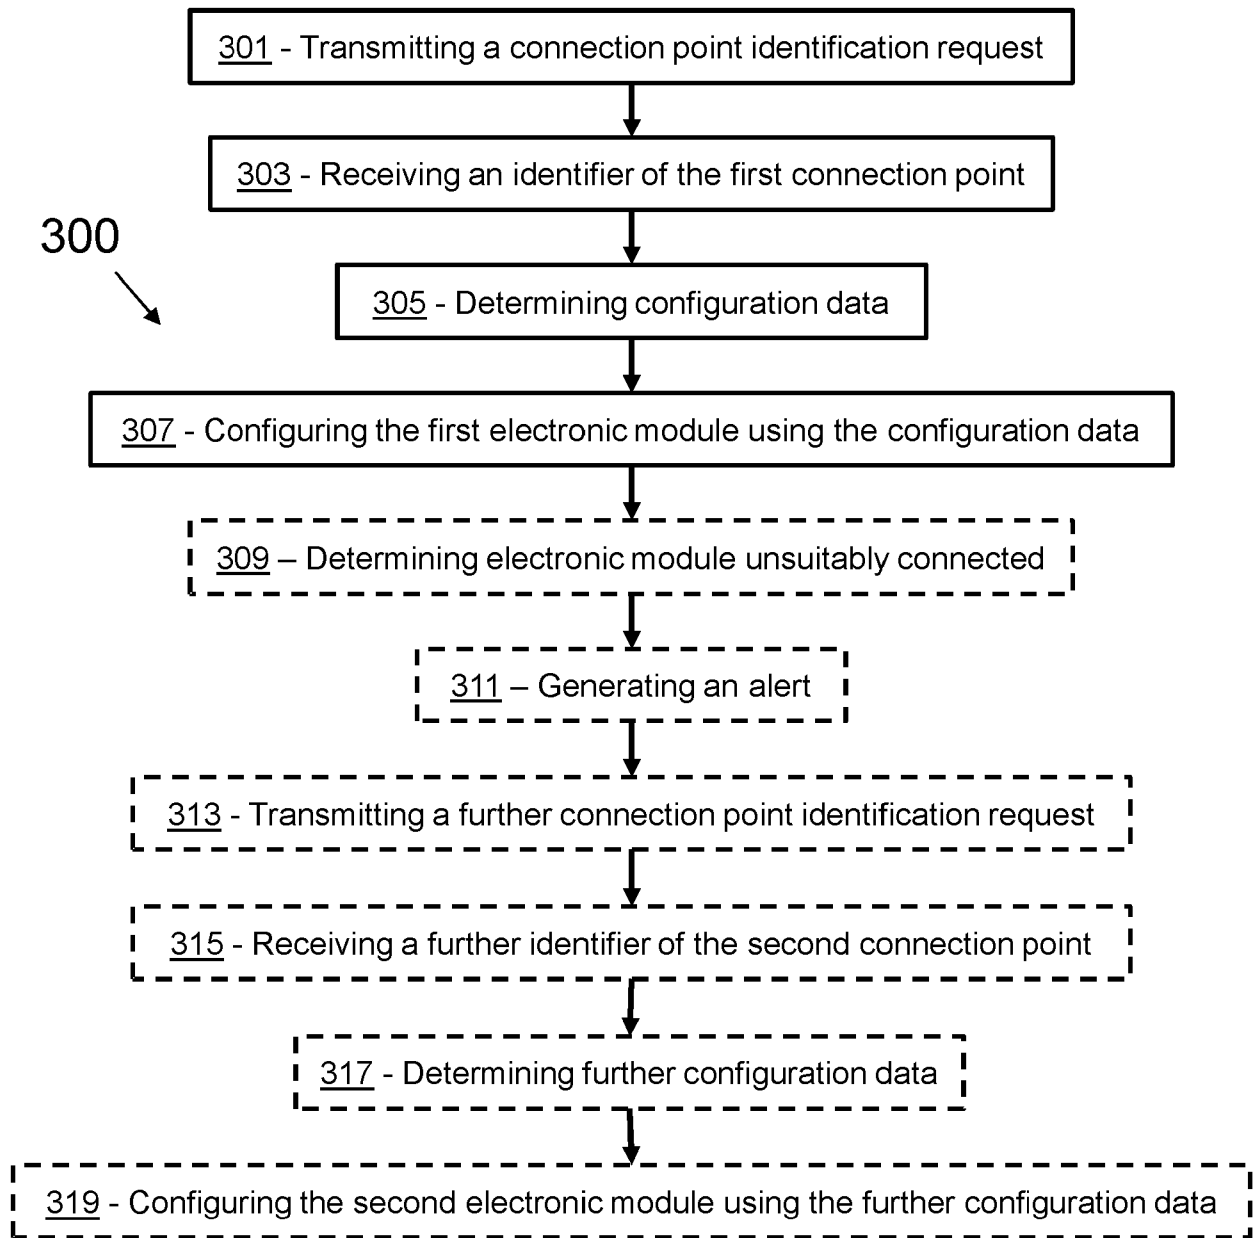 301 - Transmitting a connection point identification request
303 - Receiving an identifier of the first connection point
300
305 - Determining configuration data
307 - Configuring the first electronic module using the configuration data
309 – Determining electronic module unsuitably connected
311 – Generating an alert
313 - Transmitting a further connection point identification request
315 - Receiving a further identifier of the second connection point
317 - Determining further configuration data
319 - Configuring the second electronic module using the further configuration data